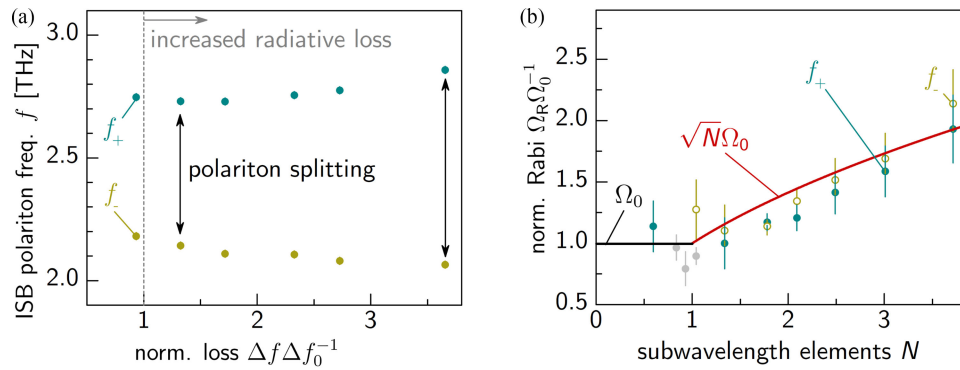 (a)
increased radiative loss
3.0
2.5
2.0
ISB polariton freq. f [THz]
f₊
f₋
polariton splitting
1
2
3
norm. loss Δf Δf₀⁻¹
(b)
2.5
2.0
1.5
1.0
0.5
norm. Rabi Ω_RΩ₀⁻¹
f₊
f₋
√NΩ₀
Ω₀
0
1
2
3
subwavelength elements N